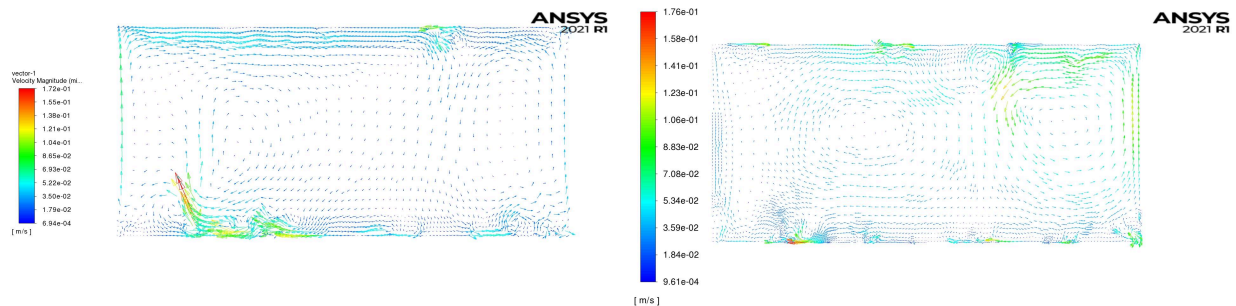 ANSYS
2021 R1
vector-1
Velocity Magnitude (mi...
1.72e-01
1.55e-01
1.38e-01
1.21e-01
1.04e-01
8.65e-02
6.93e-02
5.22e-02
3.50e-02
1.79e-02
6.94e-04
[ m/s ]
1.76e-01
1.58e-01
1.41e-01
1.23e-01
1.06e-01
8.83e-02
7.08e-02
5.34e-02
3.59e-02
1.84e-02
9.61e-04
[ m/s ]
ANSYS
2021 R1